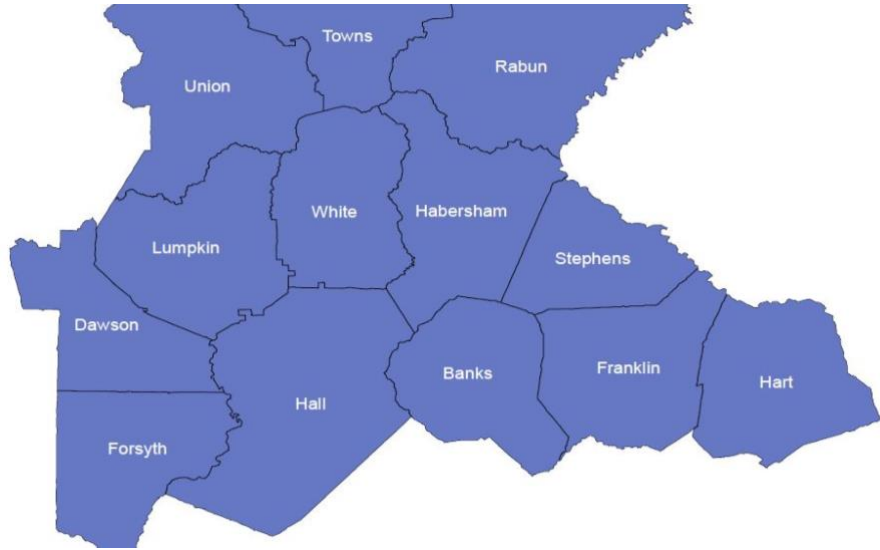 Towns
Rabun
Union
White
Habersham
Lumpkin
Stephens
Dawson
Banks
Franklin
Hart
Hall
Forsyth